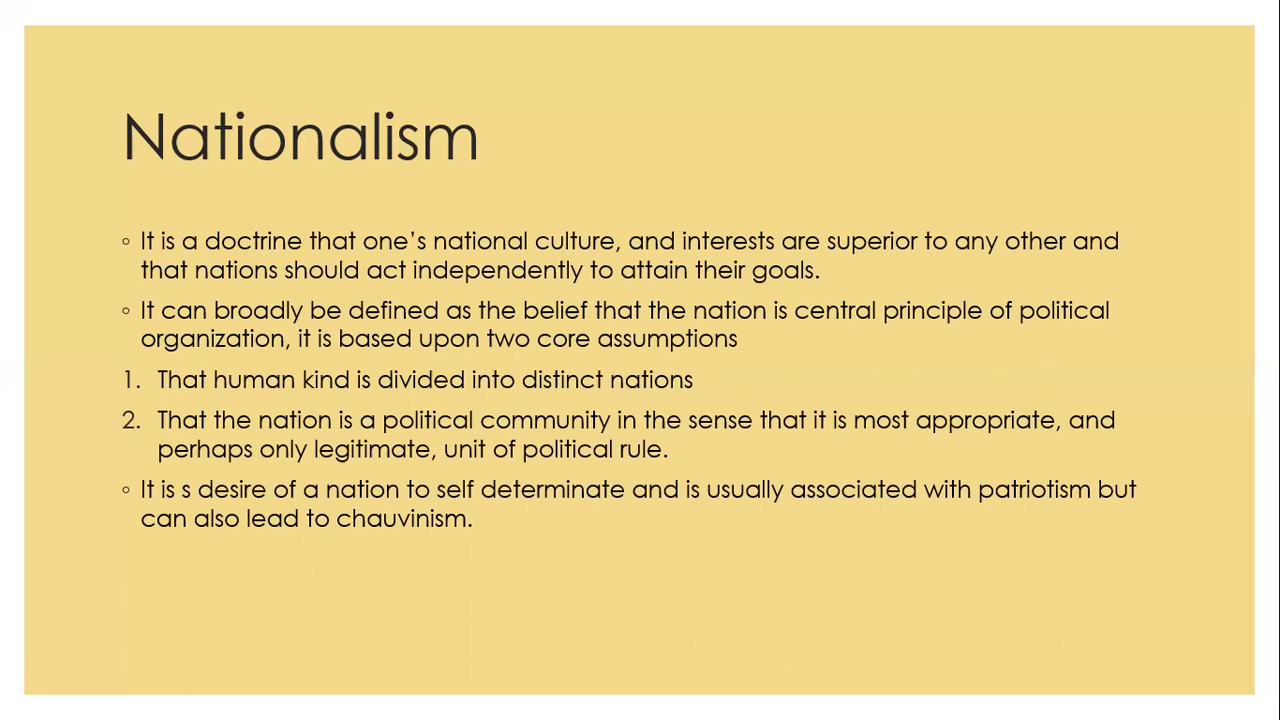 Nationalism
◦ It is a doctrine that one’s national culture, and interests are superior to any other and
that nations should act independently to attain their goals.
◦ It can broadly be defined as the belief that the nation is central principle of political
organization, it is based upon two core assumptions
1. That human kind is divided into distinct nations
2. That the nation is a political community in the sense that it is most appropriate, and
perhaps only legitimate, unit of political rule.
◦ It is s desire of a nation to self determinate and is usually associated with patriotism but
can also lead to chauvinism.